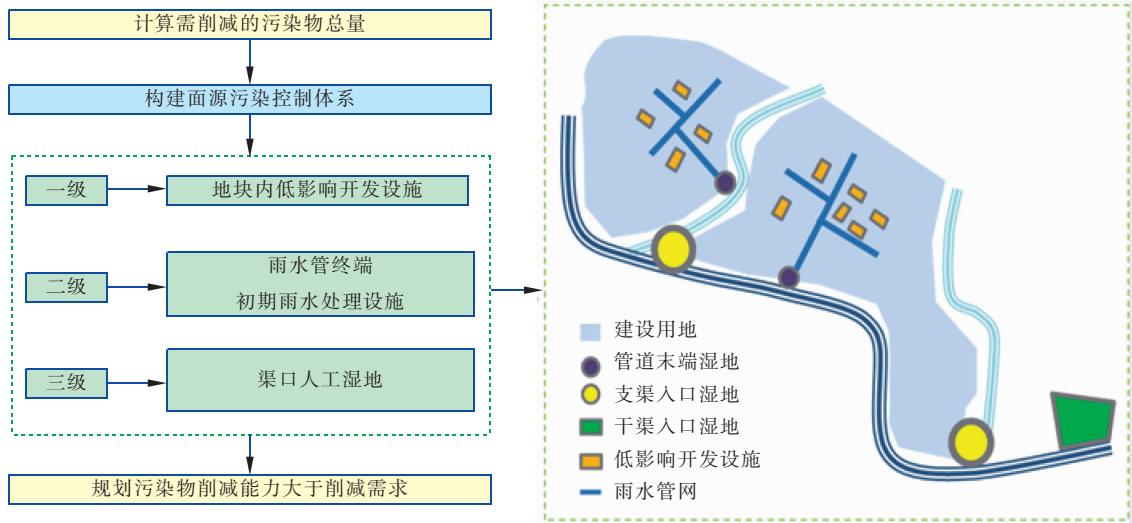 计算需削减的污染物总量
构建面源污染控制体系
一级
地块内低影响开发设施
二级
雨水管终端
初期雨水处理设施
三级
渠口人工湿地
规划污染物削减能力大于削减需求
建设用地
管道末端湿地
支渠入口湿地
干渠入口湿地
低影响开发设施
雨水管网